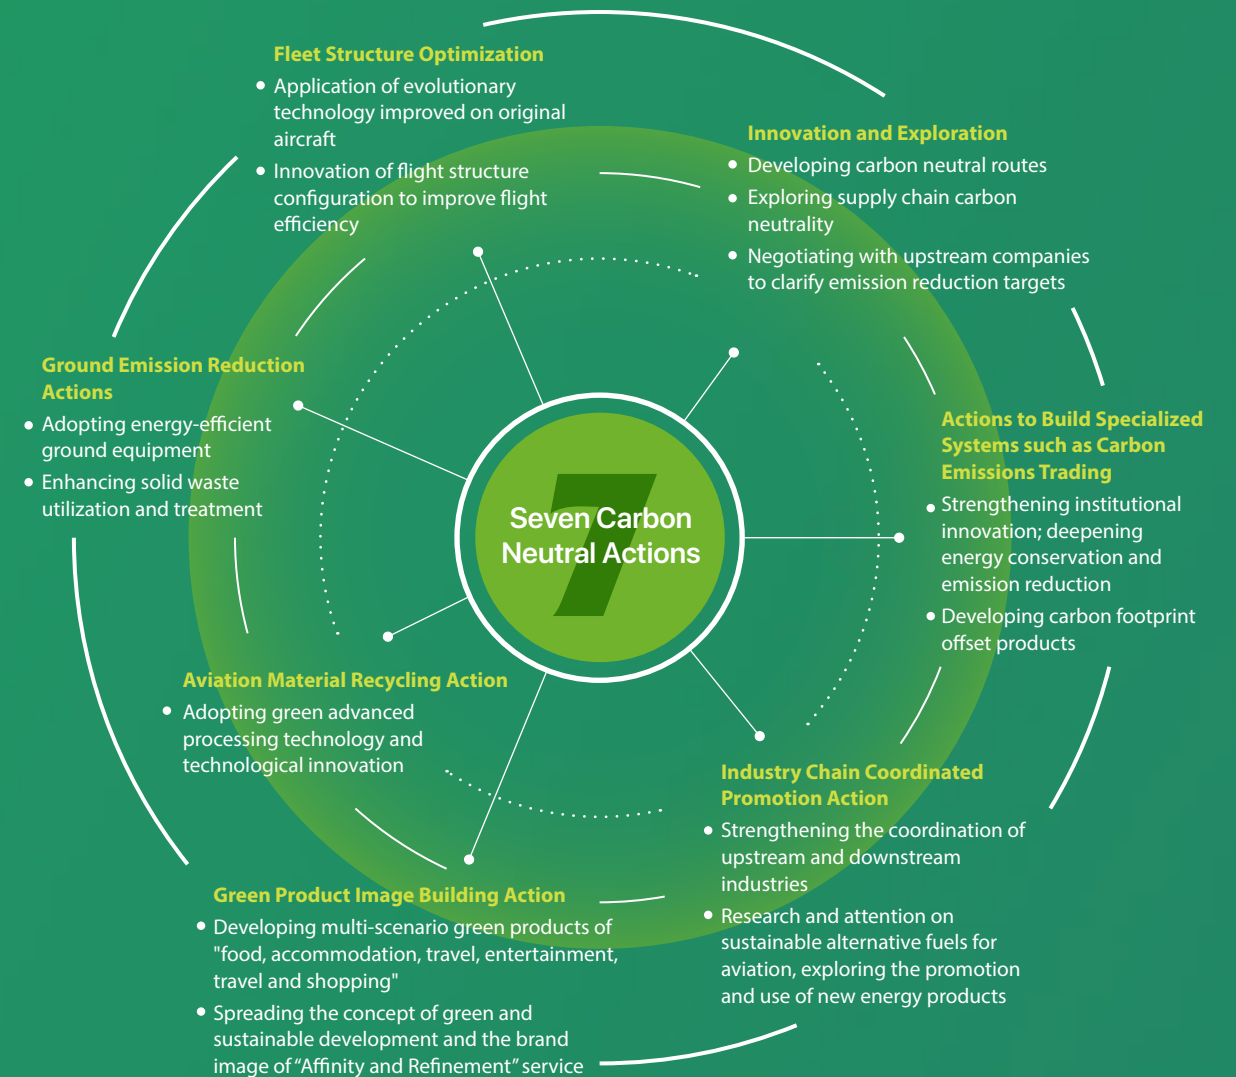 Fleet Structure Optimization
Application of evolutionary
technology improved on original
aircraft
Innovation of flight structure
configuration to improve flight
efficiency
Innovation and Exploration
Developing carbon neutral routes
Exploring supply chain carbon
neutrality
Negotiating with upstream companies
to clarify emission reduction targets
Ground Emission Reduction
Actions
Adopting energy-efficient
ground equipment
Enhancing solid waste
utilization and treatment
Actions to Build Specialized
Systems such as Carbon
Emissions Trading
Strengthening institutional
innovation; deepening
energy conservation and
emission reduction
Developing carbon footprint
offset products
7
Seven Carbon
Neutral Actions
Aviation Material Recycling Action
Adopting green advanced
processing technology and
technological innovation
Industry Chain Coordinated
Promotion Action
Strengthening the coordination of
upstream and downstream
industries
Research and attention on
sustainable alternative fuels for
aviation, exploring the promotion
and use of new energy products
Green Product Image Building Action
Developing multi-scenario green products of
"food, accommodation, travel, entertainment,
travel and shopping"
Spreading the concept of green and
sustainable development and the brand
image of “Affinity and Refinement” service